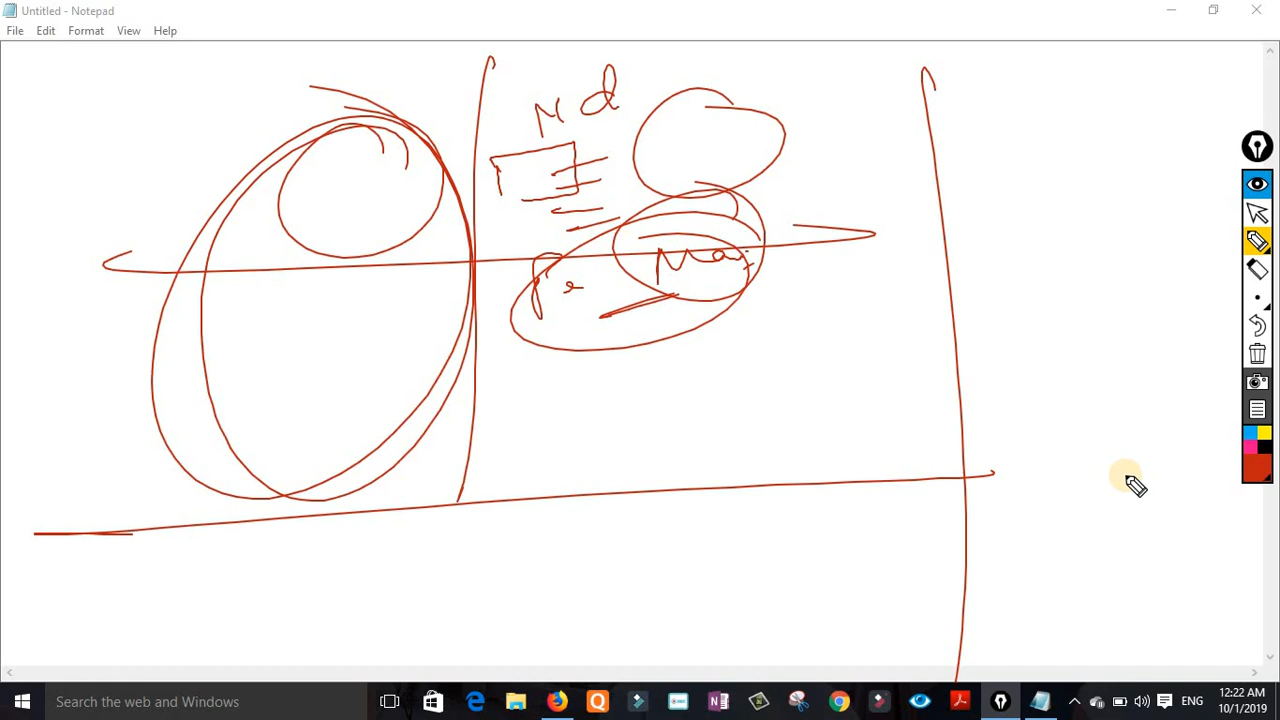 Untitled - Notepad
File Edit Format View Help
N d
May
Search the web and Windows
ENG
12:22 AM
10/1/2019